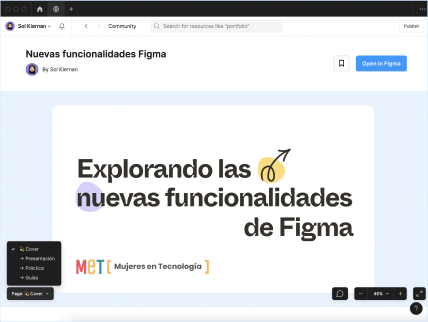 Sol Kiernan
Community
Search for resources like "portfolio"
Publish
Nuevas funcionalidades Figma
By Sol Kiernan
Open in Figma
Explorando las
nuevas funcionalidades
de Figma
MET [ Mujeres en Tecnología ]
✓ Cover
→ Presentación
→ Práctica
→ Guías
Page: Cover
46%
?